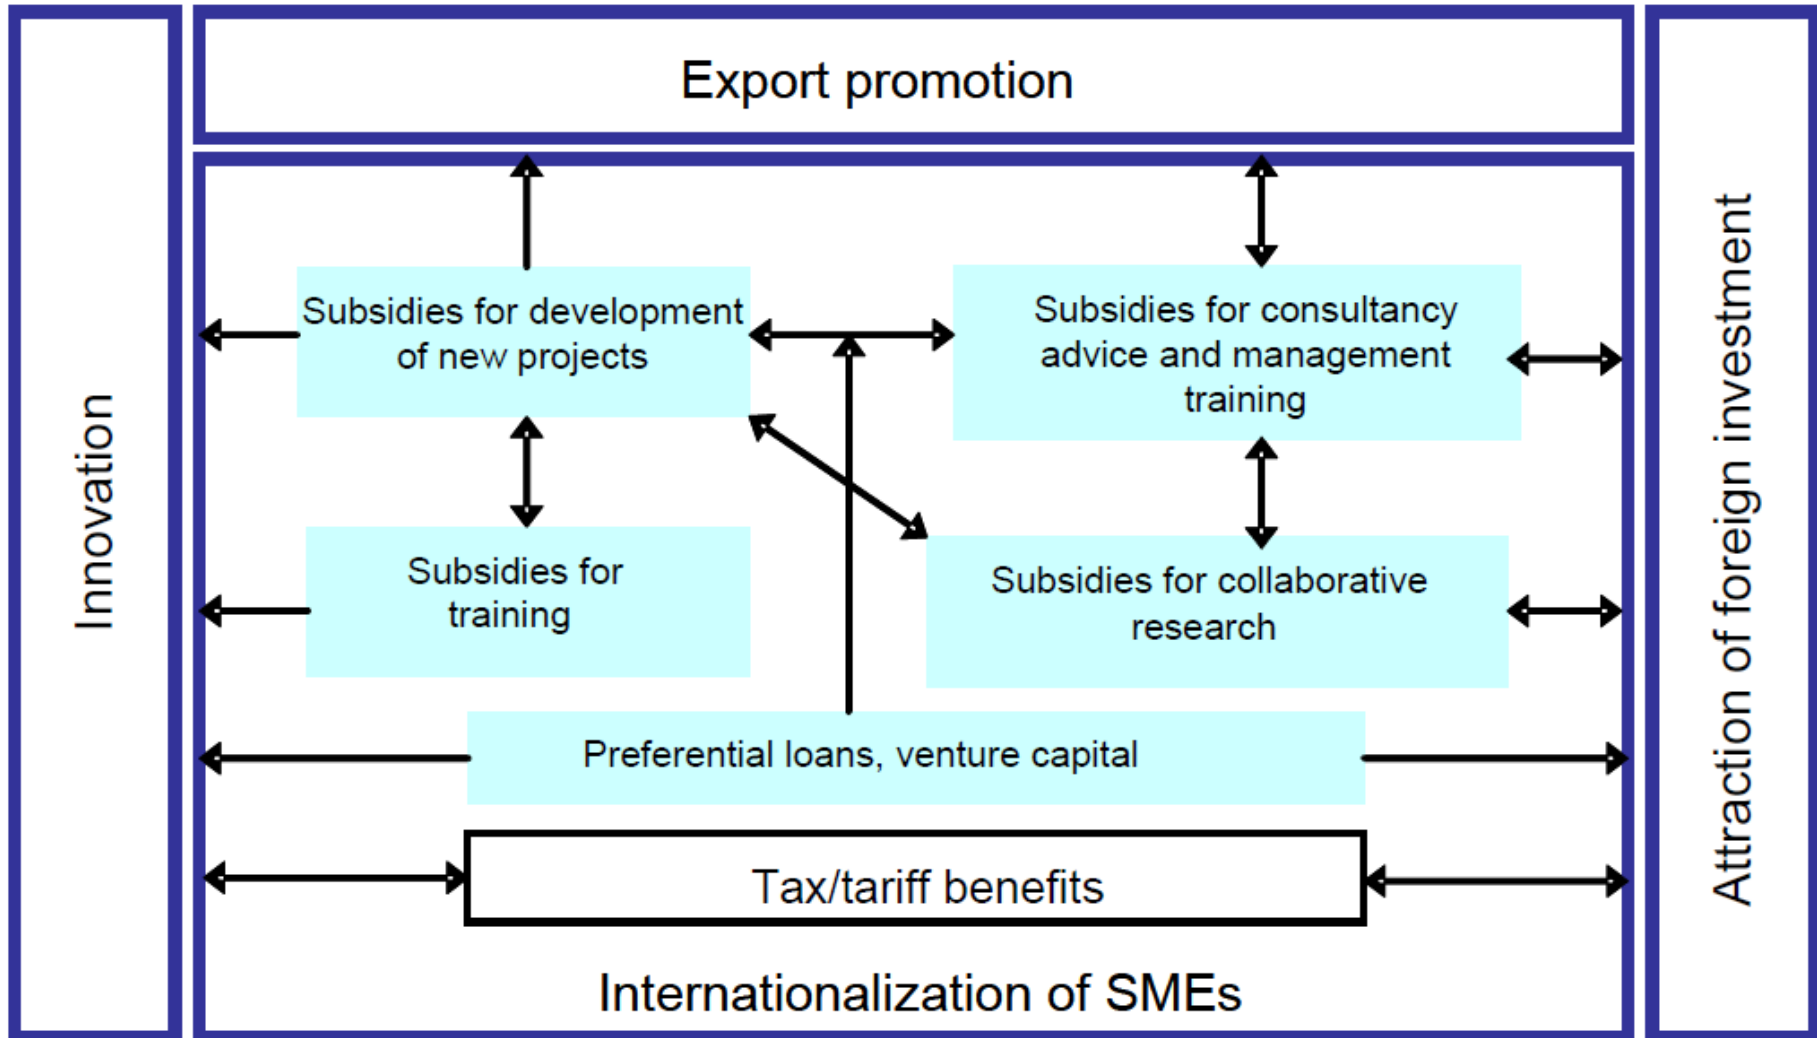 Export promotion
Innovation
Subsidies for development
of new projects
Subsidies for consultancy
advice and management
training
Subsidies for
training
Subsidies for collaborative
research
Preferential loans, venture capital
Tax/tariff benefits
Internationalization of SMEs
Attraction of foreign investment